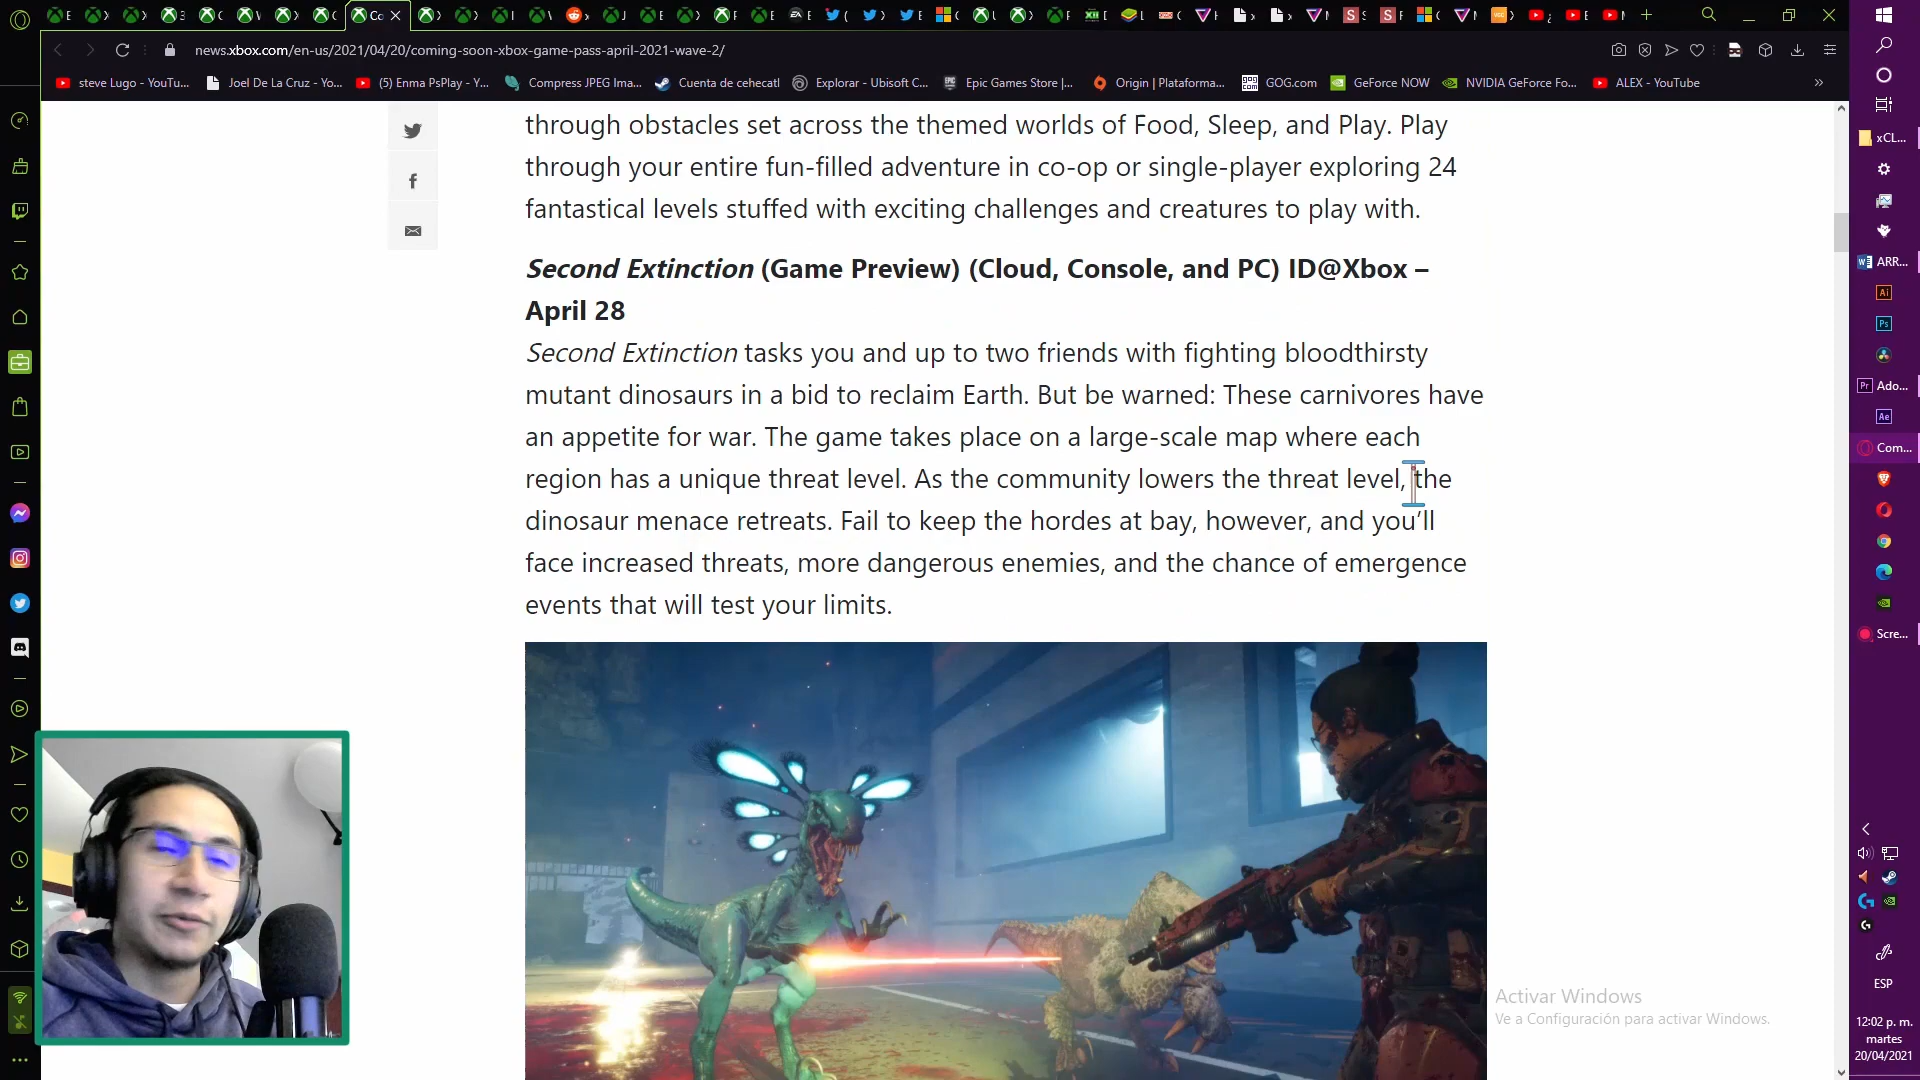 Co
news.xbox.com/en-us/2021/04/20/coming-soon-xbox-game-pass-april-2021-wave-2/
steve Lugo - YouTu... Joel De La Cruz - Yo... (5) Enma PsPlay - Y... Compress JPEG Ima... Cuenta de cehecatl Explorar - Ubisoft C... Epic Games Store |... Origin | Plataforma... GOG.com GeForce NOW NVIDIA GeForce Fo... ALEX - YouTube »
through obstacles set across the themed worlds of Food, Sleep, and Play. Play
through your entire fun-filled adventure in co-op or single-player exploring 24
fantastical levels stuffed with exciting challenges and creatures to play with.
Second Extinction (Game Preview) (Cloud, Console, and PC) ID@Xbox –
April 28
Second Extinction tasks you and up to two friends with fighting bloodthirsty
mutant dinosaurs in a bid to reclaim Earth. But be warned: These carnivores have
an appetite for war. The game takes place on a large-scale map where each
region has a unique threat level. As the community lowers the threat level, the
dinosaur menace retreats. Fail to keep the hordes at bay, however, and you’ll
face increased threats, more dangerous enemies, and the chance of emergence
events that will test your limits.
Activar Windows
Ve a Configuración para activar Windows.
xCL...
ARR...
Ai
Ps
Pr Ado...
Ae
Com...
Scre...
ESP
12:02 p. m.
martes
20/04/2021